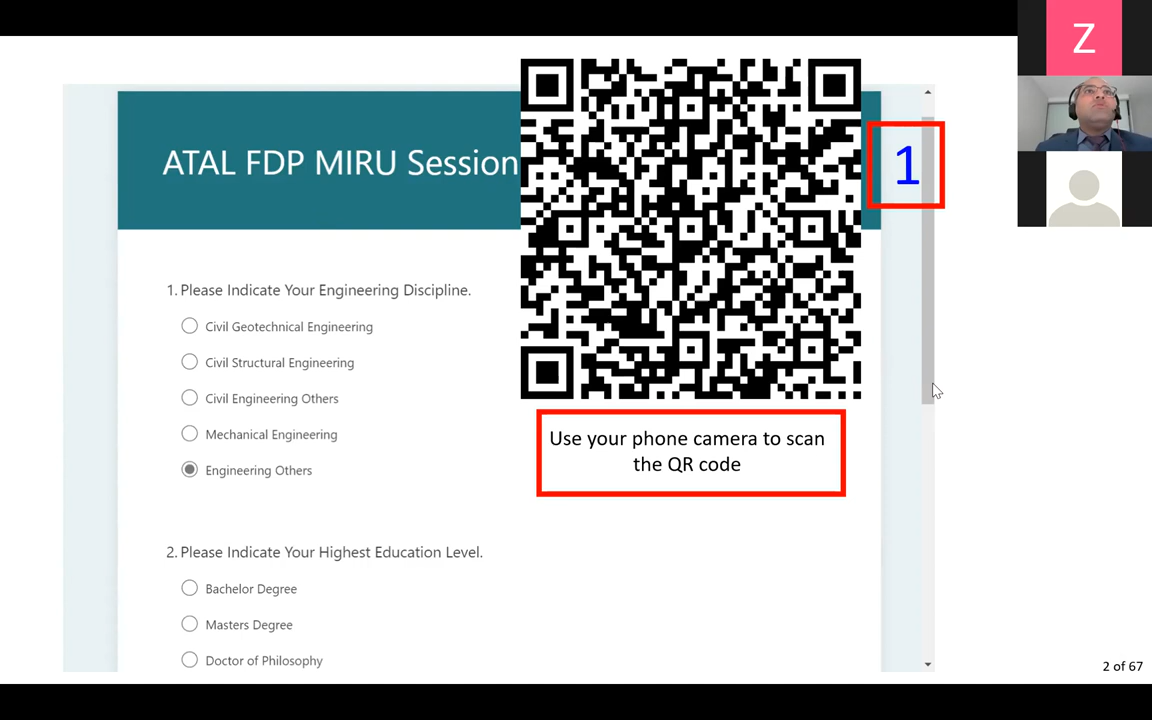 Z
ATAL FDP MIRU Session
1
1. Please Indicate Your Engineering Discipline.
Civil Geotechnical Engineering
Civil Structural Engineering
Civil Engineering Others
Mechanical Engineering
Engineering Others
Use your phone camera to scan
the QR code
2. Please Indicate Your Highest Education Level.
Bachelor Degree
Masters Degree
Doctor of Philosophy
2 of 67